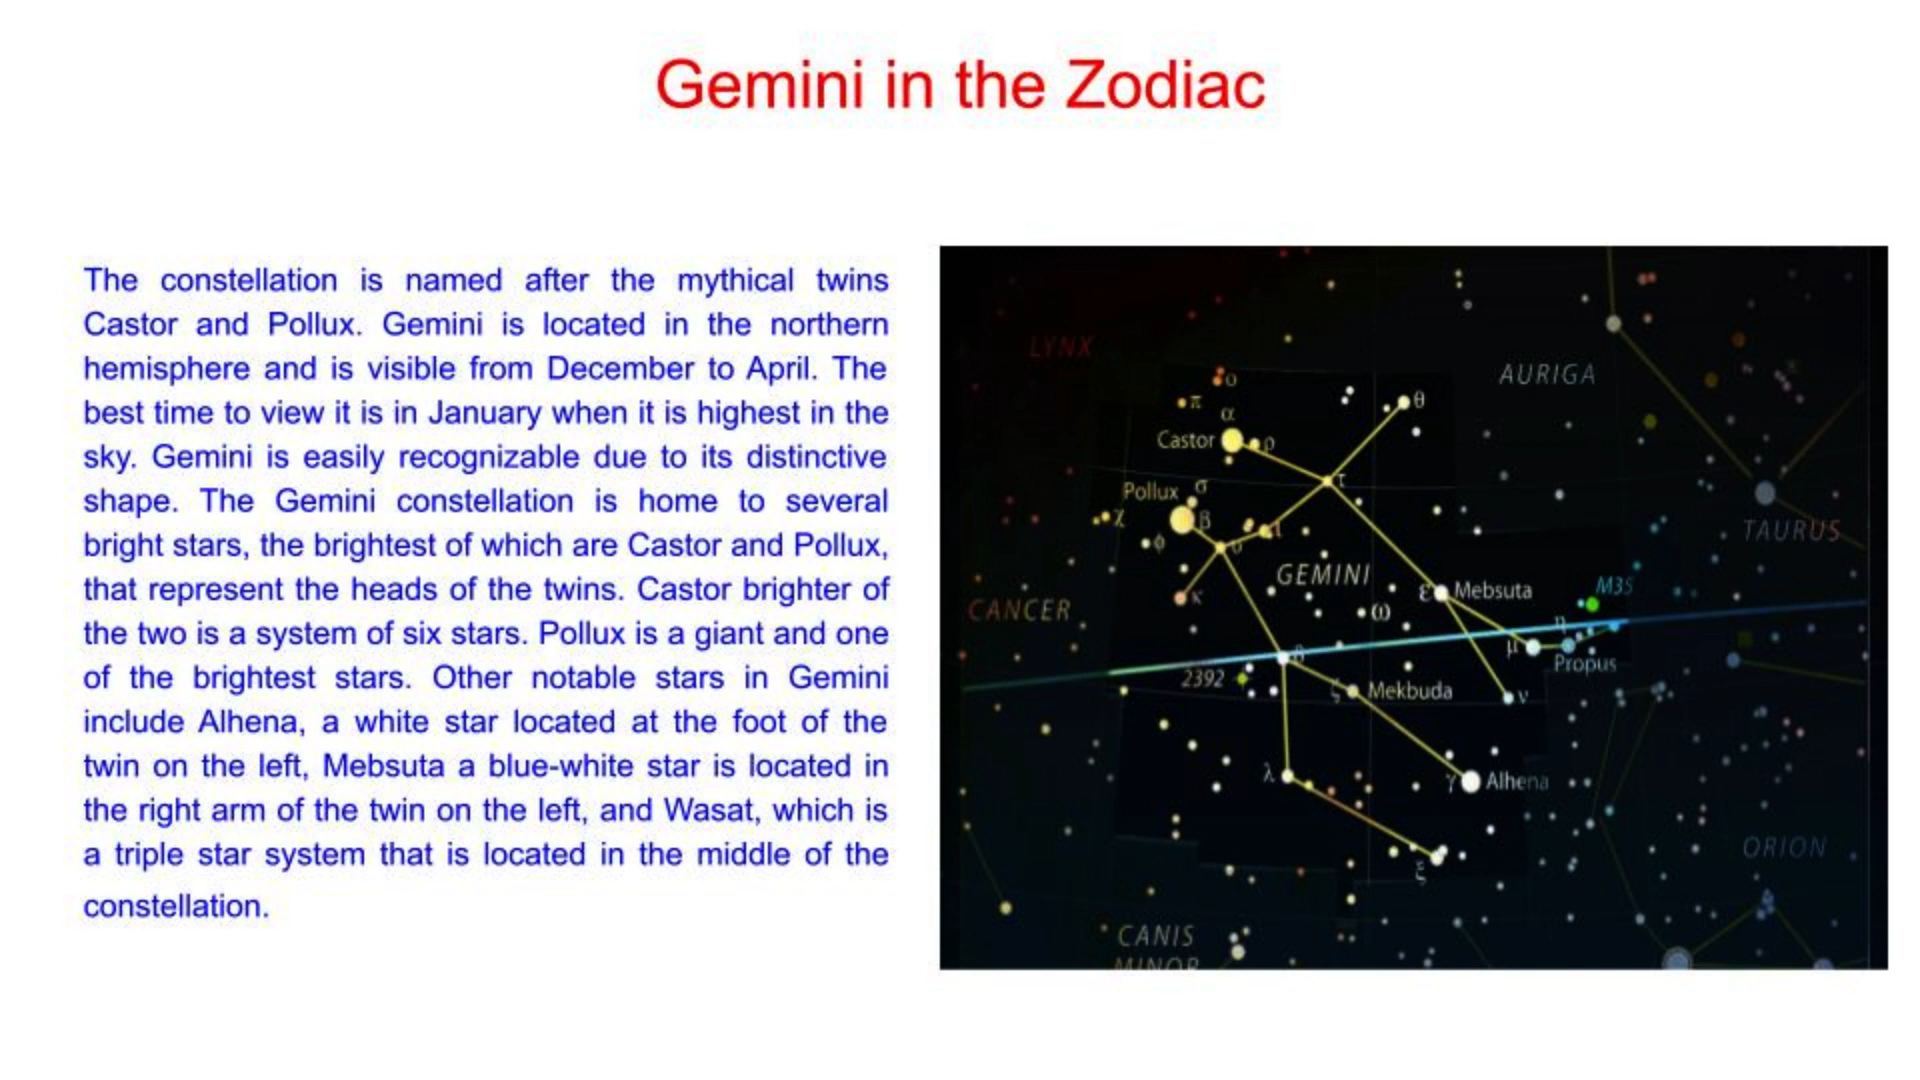 Gemini in the Zodiac
The constellation is named after the mythical twins
Castor and Pollux. Gemini is located in the northern
hemisphere and is visible from December to April. The
best time to view it is in January when it is highest in the
sky. Gemini is easily recognizable due to its distinctive
shape. The Gemini constellation is home to several
bright stars, the brightest of which are Castor and Pollux,
that represent the heads of the twins. Castor brighter of
the two is a system of six stars. Pollux is a giant and one
of the brightest stars. Other notable stars in Gemini
include Alhena, a white star located at the foot of the
twin on the left, Mebsuta a blue-white star is located in
the right arm of the twin on the left, and Wasat, which is
a triple star system that is located in the middle of the
constellation.
LYNX
AURIGA
ο
π
α
θ
Castor
ρ
τ
Pollux
σ
χ
β
φ
ι
υ
TAURUS
GEMINI
κ
ε Mebsuta
M35
CANCER
ω
η
μ
Propus
δ
2392
ζ Mekbuda
ν
λ
γ Alhena
ξ
ORION
CANIS
MINOR